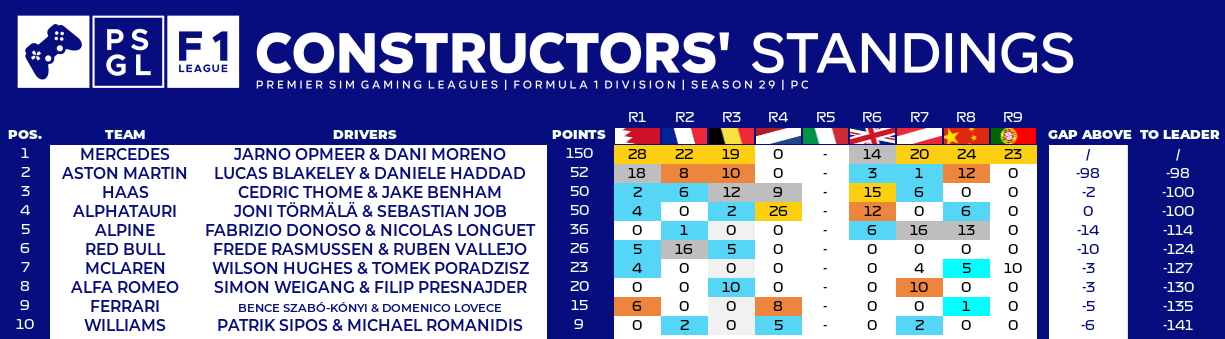 PS GL
F1 LEAGUE
CONSTRUCTORS' STANDINGS
PREMIER SIM GAMING LEAGUES | FORMULA 1 DIVISION | SEASON 29 | PC
R1 R2 R3 R4 R5 R6 R7 R8 R9
POS. TEAM DRIVERS POINTS GAP ABOVE TO LEADER
1 MERCEDES JARNO OPMEER & DANI MORENO 150 28 22 19 0 - 14 20 24 23 / /
2 ASTON MARTIN LUCAS BLAKELEY & DANIELE HADDAD 52 18 8 10 0 - 3 1 12 0 -98 -98
3 HAAS CEDRIC THOME & JAKE BENHAM 50 2 6 12 9 - 15 6 0 0 -2 -100
4 ALPHATAURI JONI TÖRMÄLÄ & SEBASTIAN JOB 50 4 0 2 26 - 12 0 6 0 0 -100
5 ALPINE FABRIZIO DONOSO & NICOLAS LONGUET 36 0 1 0 0 - 6 16 13 0 -14 -114
6 RED BULL FREDE RASMUSSEN & RUBEN VALLEJO 26 5 16 5 0 - 0 0 0 0 -10 -124
7 MCLAREN WILSON HUGHES & TOMEK PORADZISZ 23 4 0 0 0 - 0 4 5 10 -3 -127
8 ALFA ROMEO SIMON WEIGANG & FILIP PRESNAJDER 20 0 0 10 0 - 0 10 0 0 -3 -130
9 FERRARI BENCE SZABÓ-KÓNYI & DOMENICO LOVECE 15 6 0 0 8 - 0 0 1 0 -5 -135
10 WILLIAMS PATRIK SIPOS & MICHAEL ROMANIDIS 9 0 2 0 5 - 0 2 0 0 -6 -141